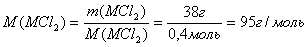 M(MCl₂) = m(MCl₂)/M(MCl₂) = 38г/0,4моль = 95г / моль